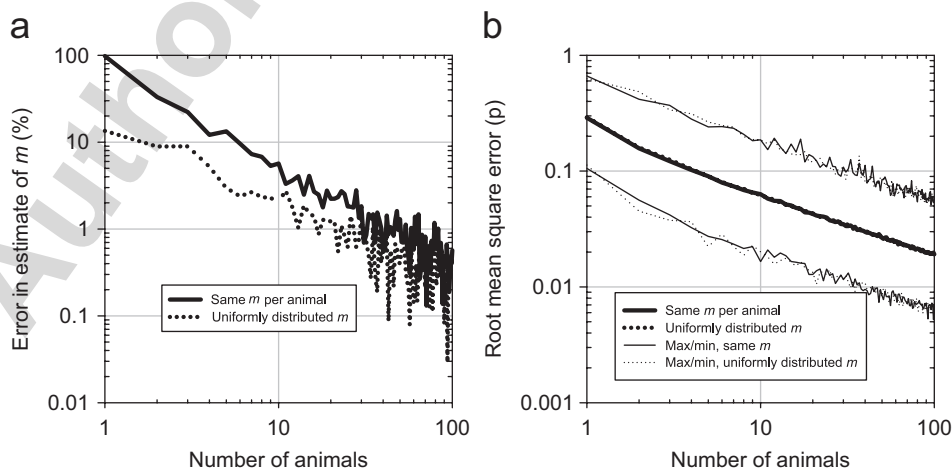 a
b
100
10
1
0.1
0.01
Error in estimate of m (%)
Same m per animal
Uniformly distributed m
1
10
100
Number of animals
1
0.1
0.01
0.001
Root mean square error (p)
Same m per animal
Uniformly distributed m
Max/min, same m
Max/min, uniformly distributed m
1
10
100
Number of animals
Author